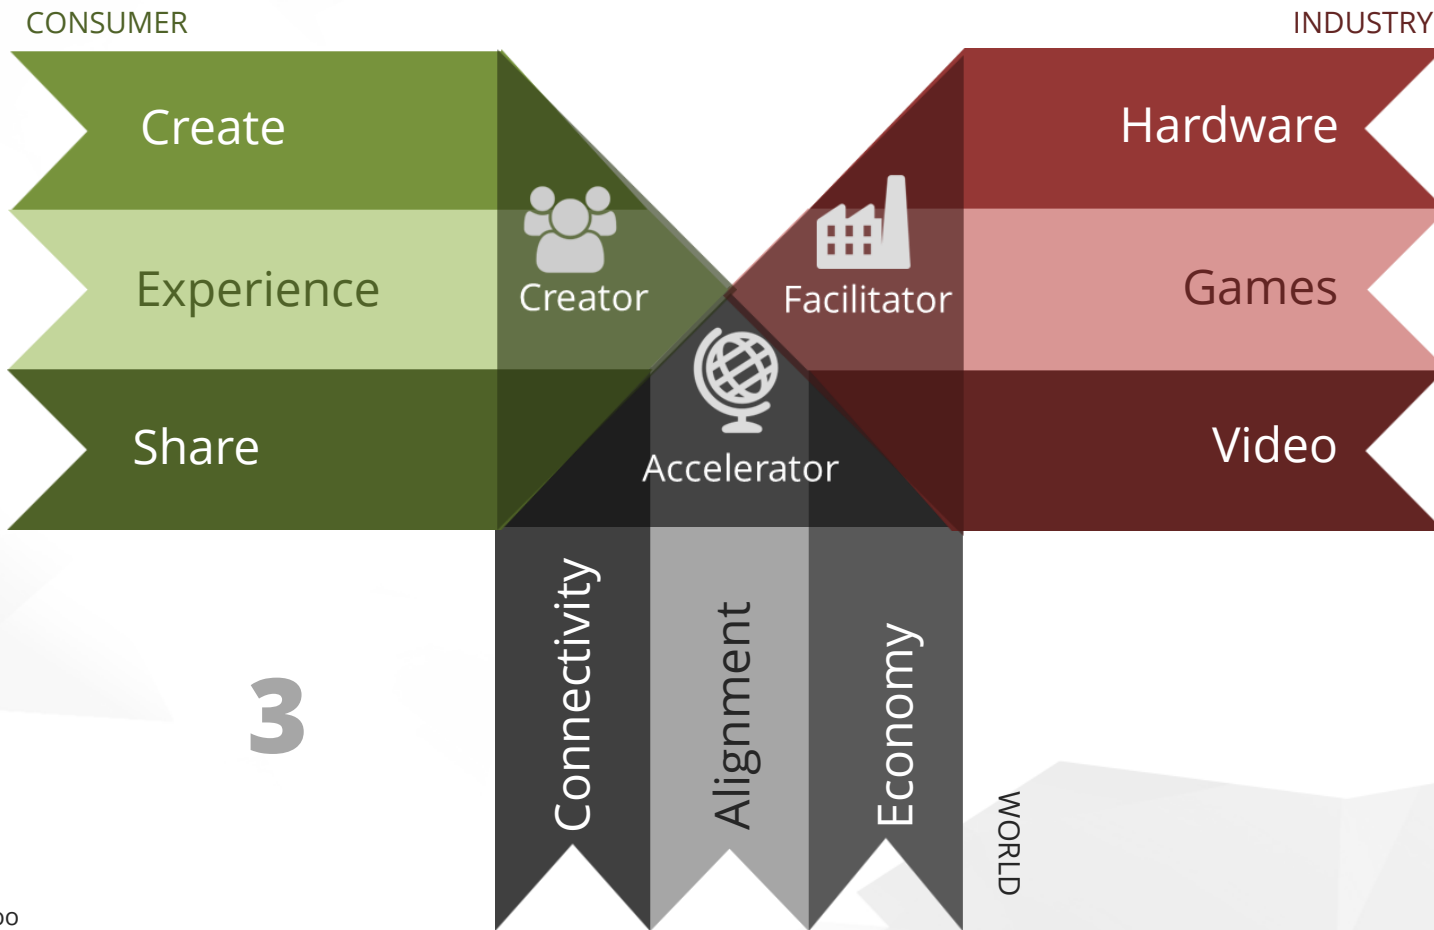 CONSUMER
INDUSTRY
Create
Hardware
Experience
Creator
Facilitator
Games
Share
Accelerator
Video
Connectivity
Alignment
Economy
3
WORLD